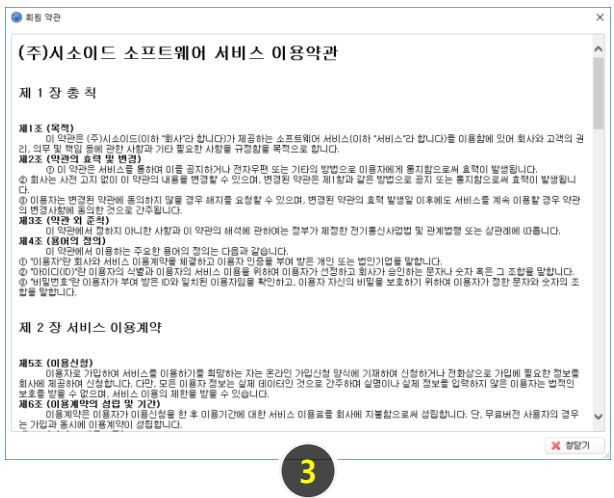 회원 약관
(주)시소이드 소프트웨어 서비스 이용약관
제 1 장 총 칙
제1조 (목적)
이 약관은 (주)시소이드(이하 "회사"라 합니다)가 제공하는 소프트웨어 서비스(이하 "서비스"라 합니다)를 이용함에 있어 회사와 고객의 권
리, 의무 및 책임 등에 관한 사항과 기타 필요한 사항을 규정함을 목적으로 합니다.
제2조 (약관의 효력 및 변경)
① 이 약관은 서비스를 통하여 이를 공지하거나 전자우편 또는 기타의 방법으로 이용자에게 통지함으로써 효력이 발생됩니다.
② 회사는 사전 고지 없이 이 약관의 내용을 변경할 수 있으며, 변경된 약관은 제1항과 같은 방법으로 공지 또는 통지함으로써 효력이 발생됩니
다.
③ 이용자는 변경된 약관에 동의하지 않을 경우 해지를 요청할 수 있으며, 변경된 약관의 효력 발생일 이후에도 서비스를 계속 이용할 경우 약관
의 변경사항에 동의한 것으로 간주됩니다.
제3조 (약관 외 준칙)
이 약관에서 정하지 아니한 사항과 이 약관의 해석에 관하여는 정부가 제정한 전기통신사업법 및 관계법령 또는 상관례에 따릅니다.
제4조 (용어의 정의)
이 약관에서 이용하는 주요한 용어의 정의는 다음과 같습니다.
① "이용자"란 회사와 서비스 이용계약을 체결하고 이용자 인증을 부여 받은 개인 또는 법인기업을 말합니다.
② "아이디(ID)"란 이용자의 식별과 이용자의 서비스 이용을 위하여 이용자가 선정하고 회사가 승인하는 문자나 숫자 혹은 그 조합을 말합니다.
③ "비밀번호"란 이용자가 부여 받은 ID와 일치된 이용자임을 확인하고, 이용자 자신의 비밀을 보호하기 위하여 이용자가 정한 문자와 숫자의 조
합을 말합니다.
제 2 장 서비스 이용계약
제5조 (이용신청)
이용자로 가입하여 서비스를 이용하기를 희망하는 자는 온라인 가입신청 양식에 기재하여 신청하거나 전화상으로 가입에 필요한 정보를
회사에 제공하여 신청합니다. 다만, 모든 이용자 정보는 실제 데이터인 것으로 간주하며 실명이나 실제 정보를 입력하지 않은 이용자는 법적인
보호를 받을 수 없으며, 서비스 이용의 제한을 받을 수 있습니다.
제6조 (이용계약의 성립 및 기간)
이용계약은 이용자가 이용신청을 한 후 이용기간에 대한 서비스 이용료를 회사에 지불함으로써 성립합니다. 단, 무료버전 사용자의 경우
는 가입과 동시에 이용계약이 성립합니다.
창닫기
3